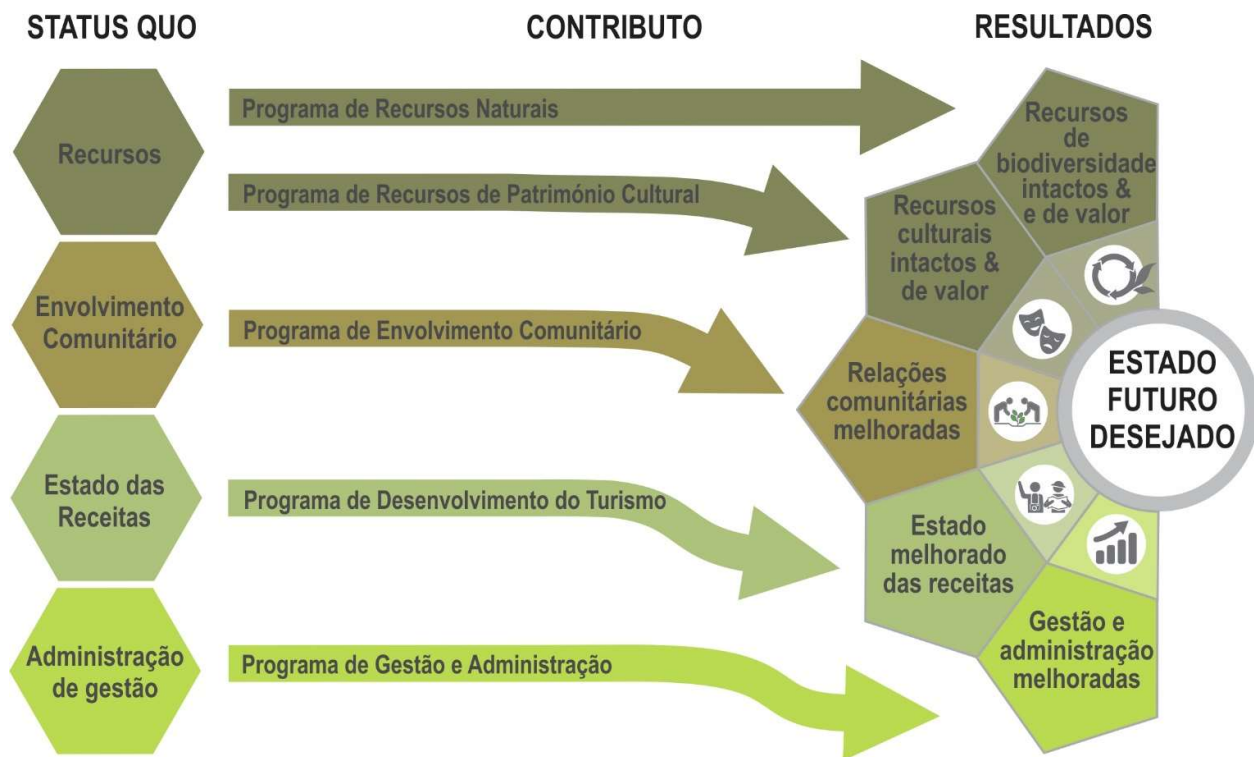 STATUS QUO
CONTRIBUTO
RESULTADOS
Recursos
Programa de Recursos Naturais
Programa de Recursos de Património Cultural
Recursos
de
biodiversidade
intactos &
e de valor
Recursos
culturais
intactos &
de valor
Envolvimento
Comunitário
Programa de Envolvimento Comunitário
Relações
comunitárias
melhoradas
ESTADO
FUTURO
DESEJADO
Estado das
Receitas
Programa de Desenvolvimento do Turismo
Estado
melhorado
das receitas
Administração
de gestão
Programa de Gestão e Administração
Gestão e
administração
melhoradas